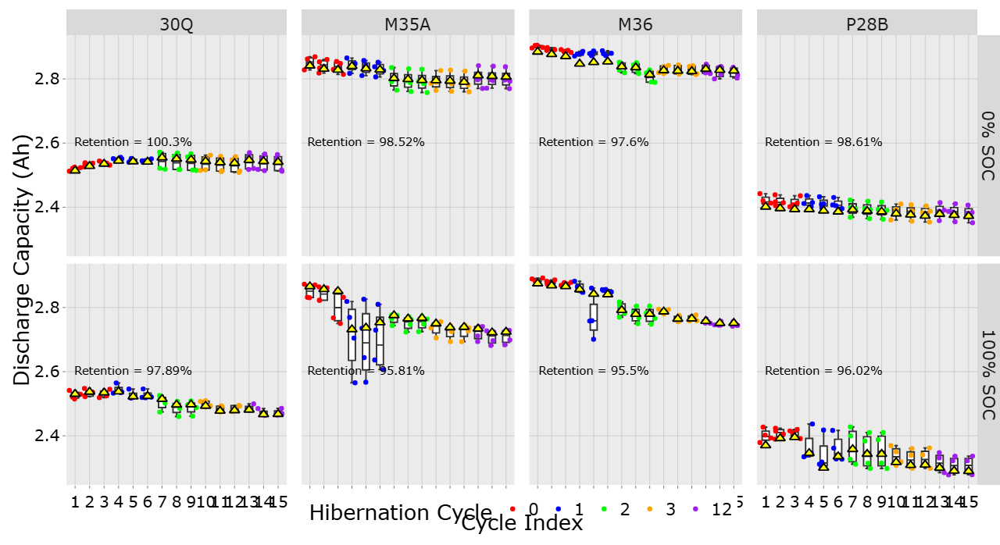 30Q M35A M36 P28B
2.8
2.6
2.4
Retention = 100.3%
Retention = 98.52%
Retention = 97.6%
Retention = 98.61%
0% SOC
Discharge Capacity (Ah)
2.8
2.6
2.4
Retention = 97.89%
Retention = 95.81%
Retention = 95.5%
Retention = 96.02%
100% SOC
1 2 3 4 5 6 7 8 9 10 11 12 13 14 15
5
1 2 3 4 5 6 7 8 9 10 11 12 13 14 15
Hibernation Cycle 0 1 2 3 12
Cycle Index